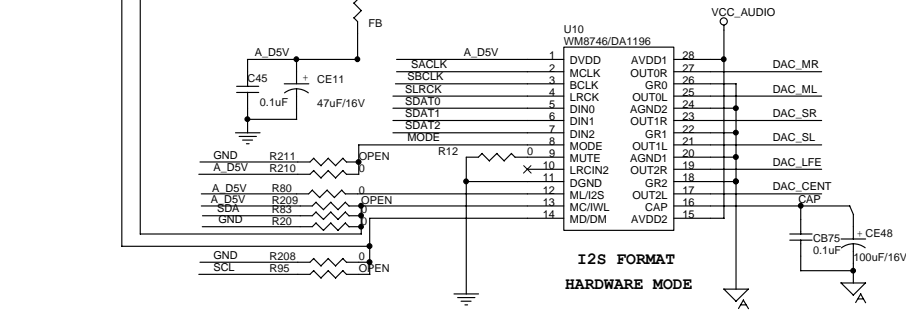 VCC_AUDIO
FB
U10
WM8746/DA1196
A_D5V
C45
0.1uF
+ CE11
47uF/16V
A_D5V 1 DVDD AVDD1 28
SACLK 2 MCLK OUT0R 27 DAC_MR
SBCLK 3 BCLK GR0 26
SLRCK 4 LRCK OUT0L 25 DAC_ML
SDAT0 5 DIN0 AGND2 24
SDAT1 6 DIN1 OUT1R 23 DAC_SR
SDAT2 7 DIN2 GR1 22
MODE 8 MODE OUT1L 21 DAC_SL
R12 0 9 MUTE AGND1 20
10 LRCIN2 OUT2R 19 DAC_LFE
11 DGND GR2 18
12 ML/I2S OUT2L 17 DAC_CENT
13 MC/IWL CAP 16 CAP
14 MD/DM AVDD2 15
GND R211 OPEN
A_D5V R210 0
A_D5V R80 0
A_D5V R209 OPEN
SDA R83 0
GND R20 0
GND R208 0
SCL R95 OPEN
CB75
0.1uF
+ CE48
100uF/16V
I2S FORMAT
HARDWARE MODE
A
A